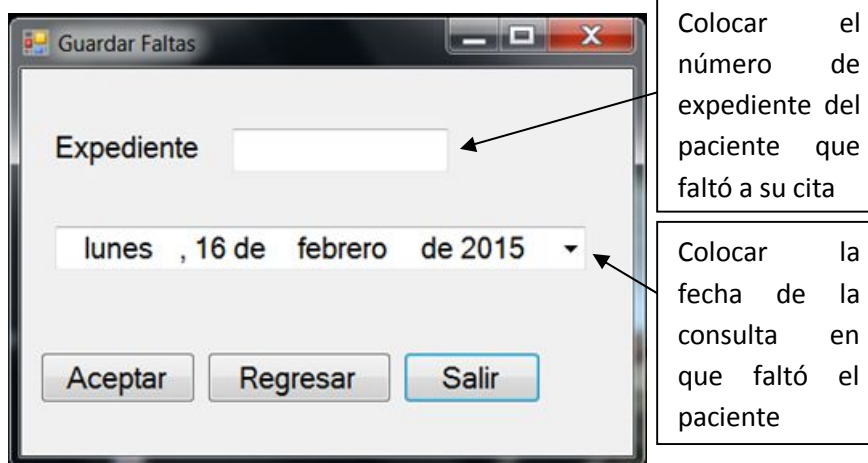 Guardar Faltas
Expediente
lunes , 16 de febrero de 2015
Aceptar Regresar Salir
Colocar el
número de
expediente del
paciente que
faltó a su cita
Colocar la
fecha de la
consulta en
que faltó el
paciente